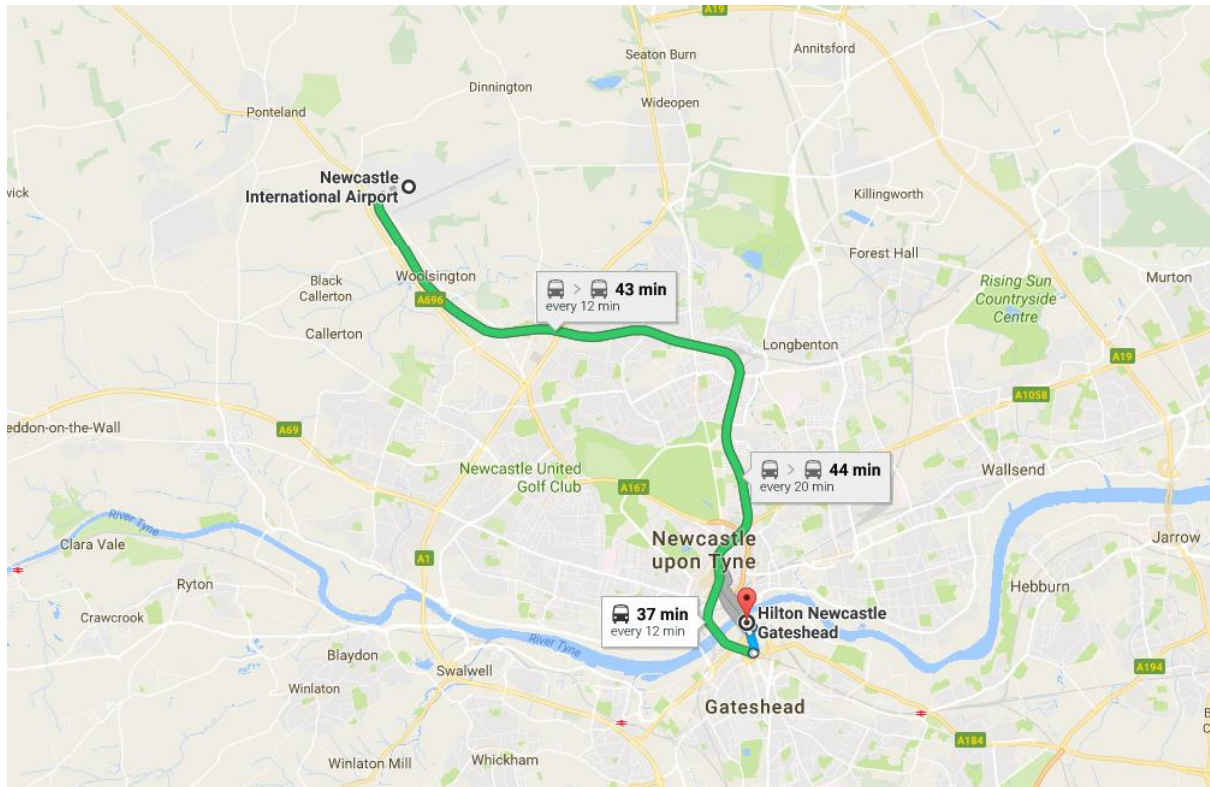 A19
Annitsford
Seaton Burn
Dinnington
Wideopen
Ponteland
Newcastle
International Airport
wick
Killingworth
Forest Hall
Black
Callerton
Woolsington
A696
43 min
every 12 min
Rising Sun
Countryside
Centre
Murton
Callerton
Longbenton
A19
A1058
eddon-on-the-Wall
A69
Newcastle United
Golf Club
A167
44 min
every 20 min
Wallsend
River Tyne
Clara Vale
A1
Newcastle
upon Tyne
Jarrow
Ryton
Hebburn
Crawcrook
37 min
every 12 min
Hilton Newcastle
Gateshead
River Tyne
Blaydon
Swalwell
A194
Winlaton
Gateshead
B
C
A184
Winlaton Mill
Whickham